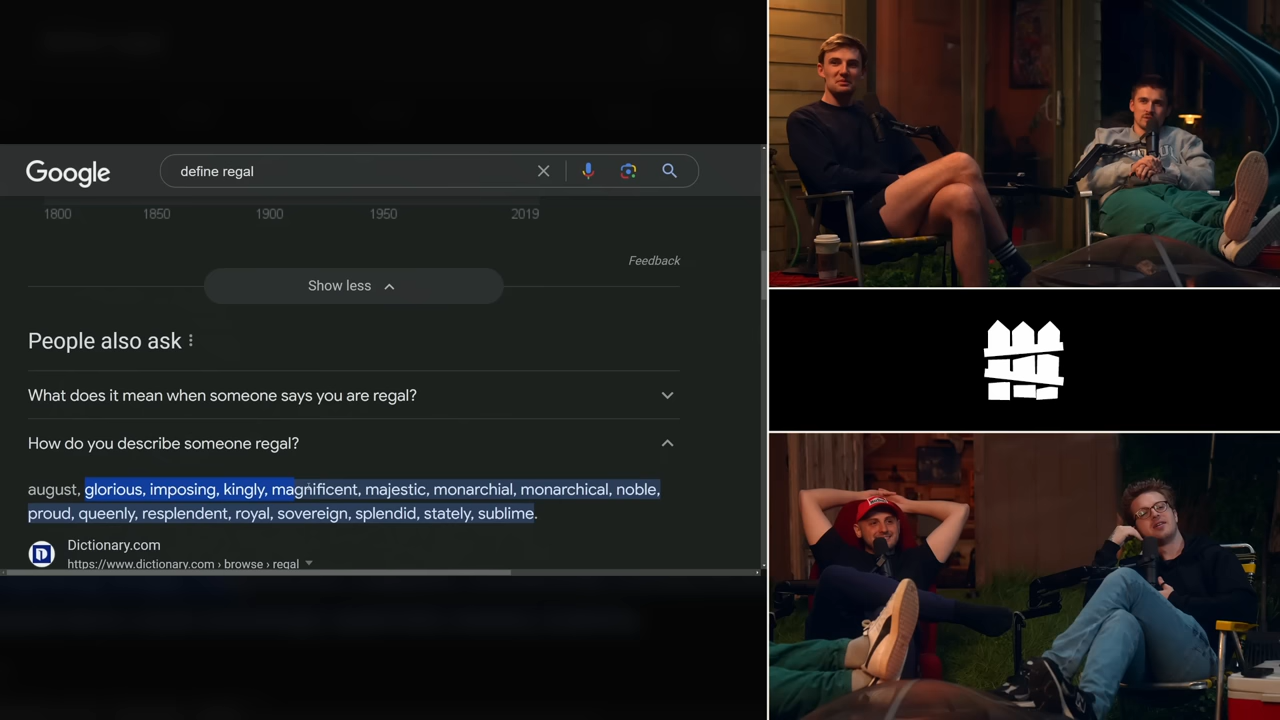 Google
define regal
1800 1850 1900 1950 2019
Feedback
Show less
People also ask
What does it mean when someone says you are regal?
How do you describe someone regal?
august, glorious, imposing, kingly, magnificent, majestic, monarchial, monarchical, noble,
proud, queenly, resplendent, royal, sovereign, splendid, stately, sublime.
D
Dictionary.com
https://www.dictionary.com › browse › regal